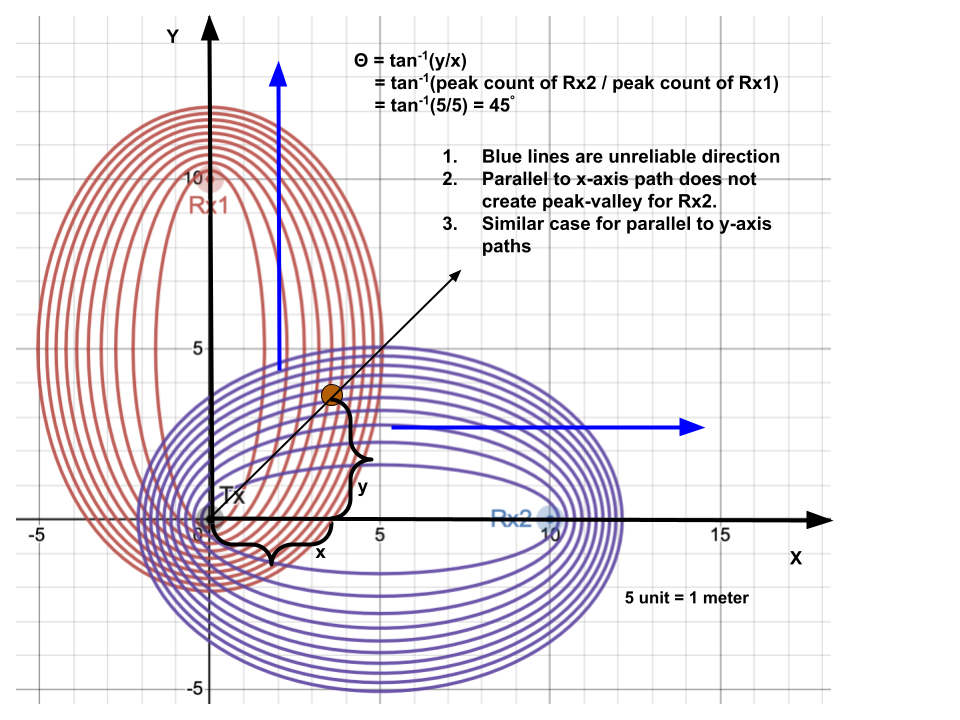 Y
Θ = tan⁻¹(y/x)
= tan⁻¹(peak count of Rx2 / peak count of Rx1)
= tan⁻¹(5/5) = 45°
1. Blue lines are unreliable direction
2. Parallel to x-axis path does not
create peak-valley for Rx2.
3. Similar case for parallel to y-axis
paths
10
Rx1
5
Tx
y
Rx2
-5
0
5
10
15
x
X
5 unit = 1 meter
-5